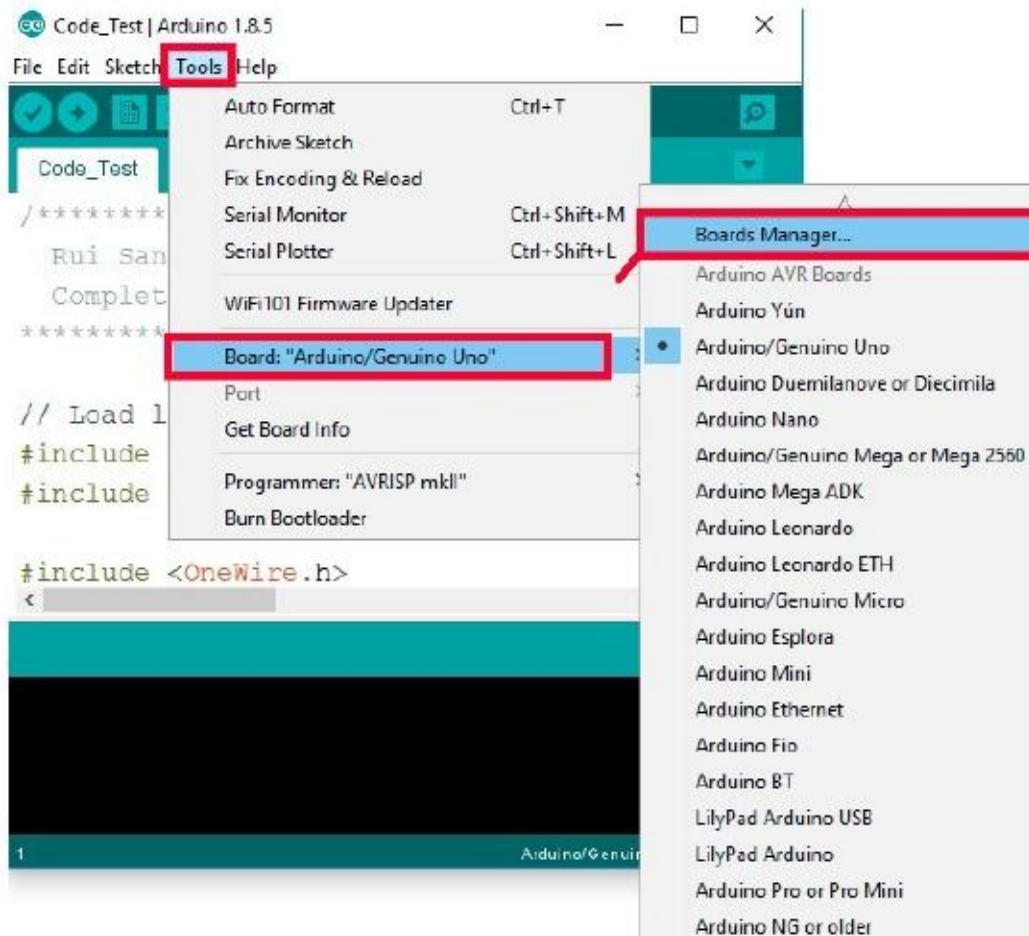 Code_Test | Arduino 1.8.5
File Edit Sketch Tools Help
Auto Format Ctrl+T
Archive Sketch
Fix Encoding & Reload
Serial Monitor Ctrl+Shift+M
Serial Plotter Ctrl+Shift+L
WiFi101 Firmware Updater
Board: "Arduino/Genuino Uno"
Port
Get Board Info
Programmer: "AVRISP mkII"
Burn Bootloader
Code_Test
/********
Rui San
Complet
*********
// Load l
#include
#include
#include <OneWire.h>
1 Arduino/Genuin
Boards Manager...
Arduino AVR Boards
Arduino Yún
Arduino/Genuino Uno
Arduino Duemilanove or Diecimila
Arduino Nano
Arduino/Genuino Mega or Mega 2560
Arduino Mega ADK
Arduino Leonardo
Arduino Leonardo ETH
Arduino/Genuino Micro
Arduino Esplora
Arduino Mini
Arduino Ethernet
Arduino Fio
Arduino BT
LilyPad Arduino USB
LilyPad Arduino
Arduino Pro or Pro Mini
Arduino NG or older